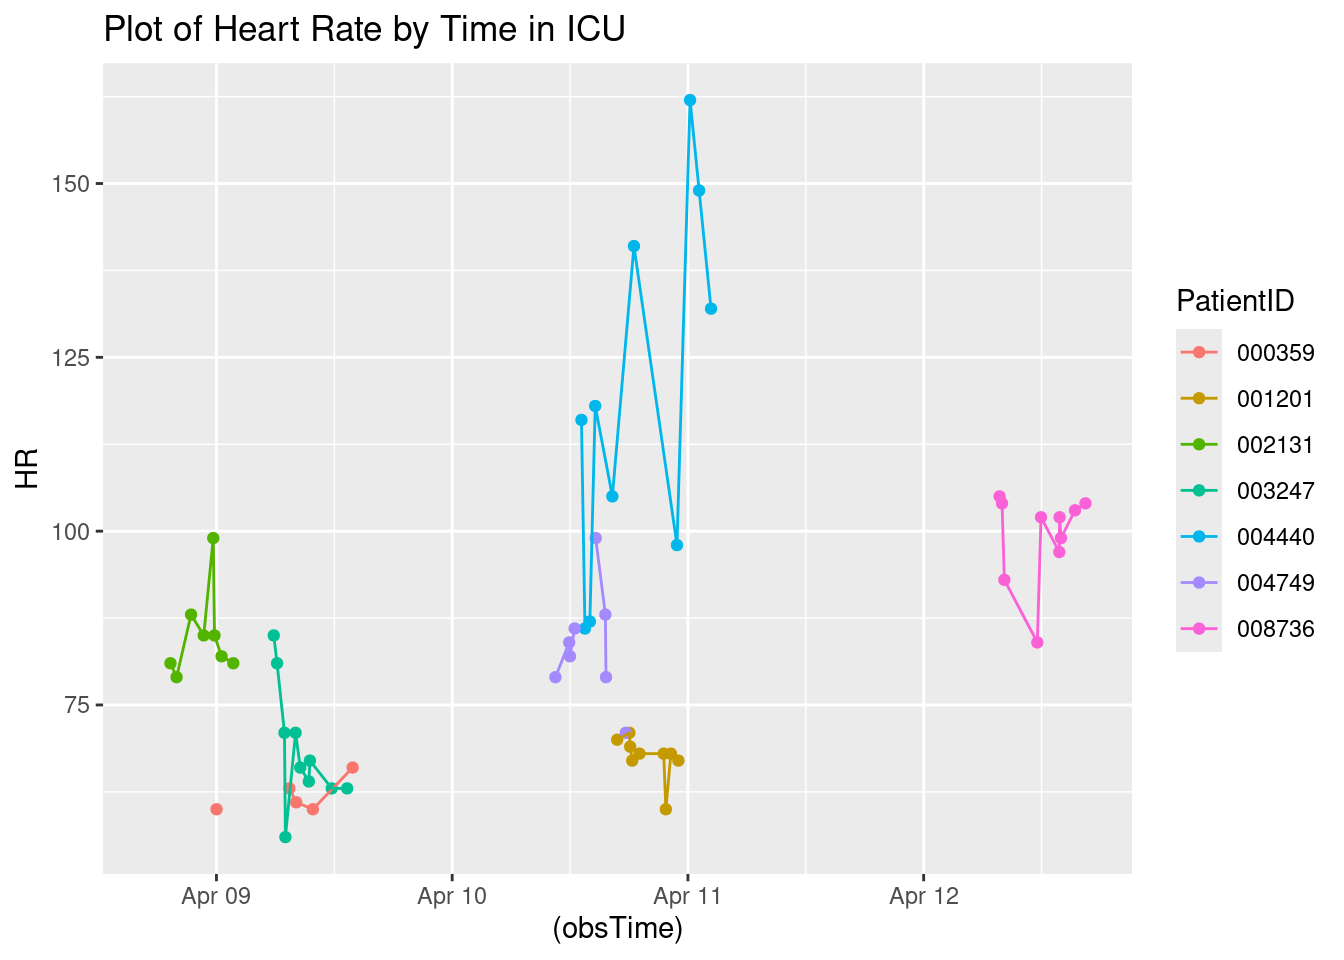 Plot of Heart Rate by Time in ICU
HR
150
125
100
75
Apr 09
Apr 10
Apr 11
Apr 12
(obsTime)
PatientID
000359
001201
002131
003247
004440
004749
008736